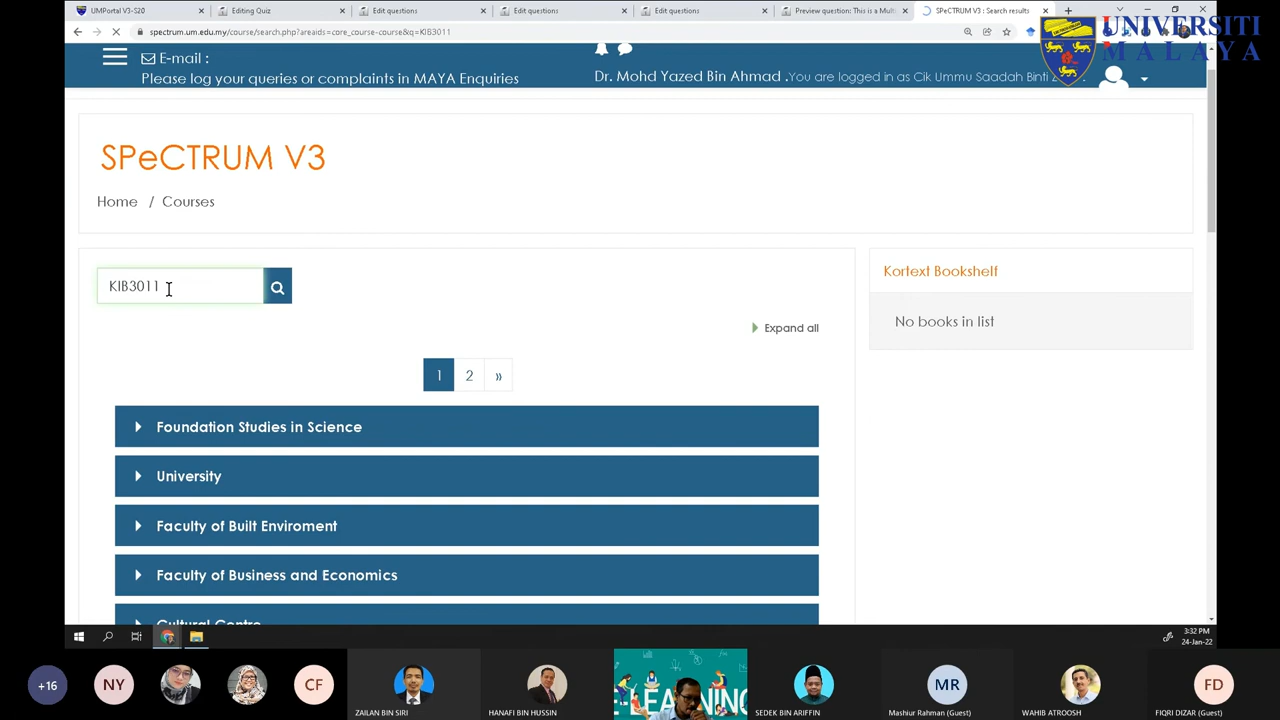 UMPortal V3-S20
Editing Quiz
Edit questions
Edit questions
Edit questions
Preview question: This is a Mult
SPeCTRUM V3 : Search results
spectrum.um.edu.my/course/search.php?areaids=core_course-course&q=KIB3011
UNIVERSITI
MALAYA
E-mail :
Please log your queries or complaints in MAYA Enquiries
Dr. Mohd Yazed Bin Ahmad .You are logged in as Cik Ummu Saadah Binti
SPeCTRUM V3
Home / Courses
KIB3011
Expand all
1 2 »
Foundation Studies in Science
University
Faculty of Built Enviroment
Faculty of Business and Economics
Cultural Centre
Kortext Bookshelf
No books in list
3:32 PM
24-Jan-22
+16
NY
CF
ZAILAN BIN SIRI
HANAFI BIN HUSSIN
E-LEARNING
SEDEK BIN ARIFFIN
MR
Mashiur Rahman (Guest)
WAHIB ATROOSH
FD
FIQRI DIZAR (Guest)